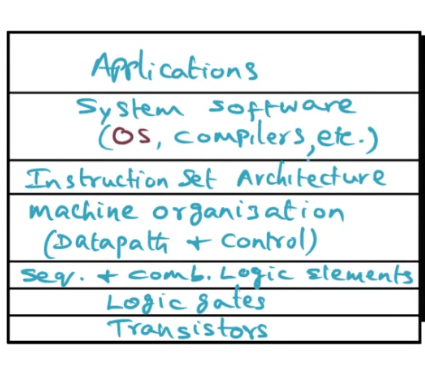 Applications
System software
(OS, compilers, etc.)
Instruction Set Architecture
machine organization
(Datapath + Control)
Seq. + comb. Logic elements
Logic gates
Transistors